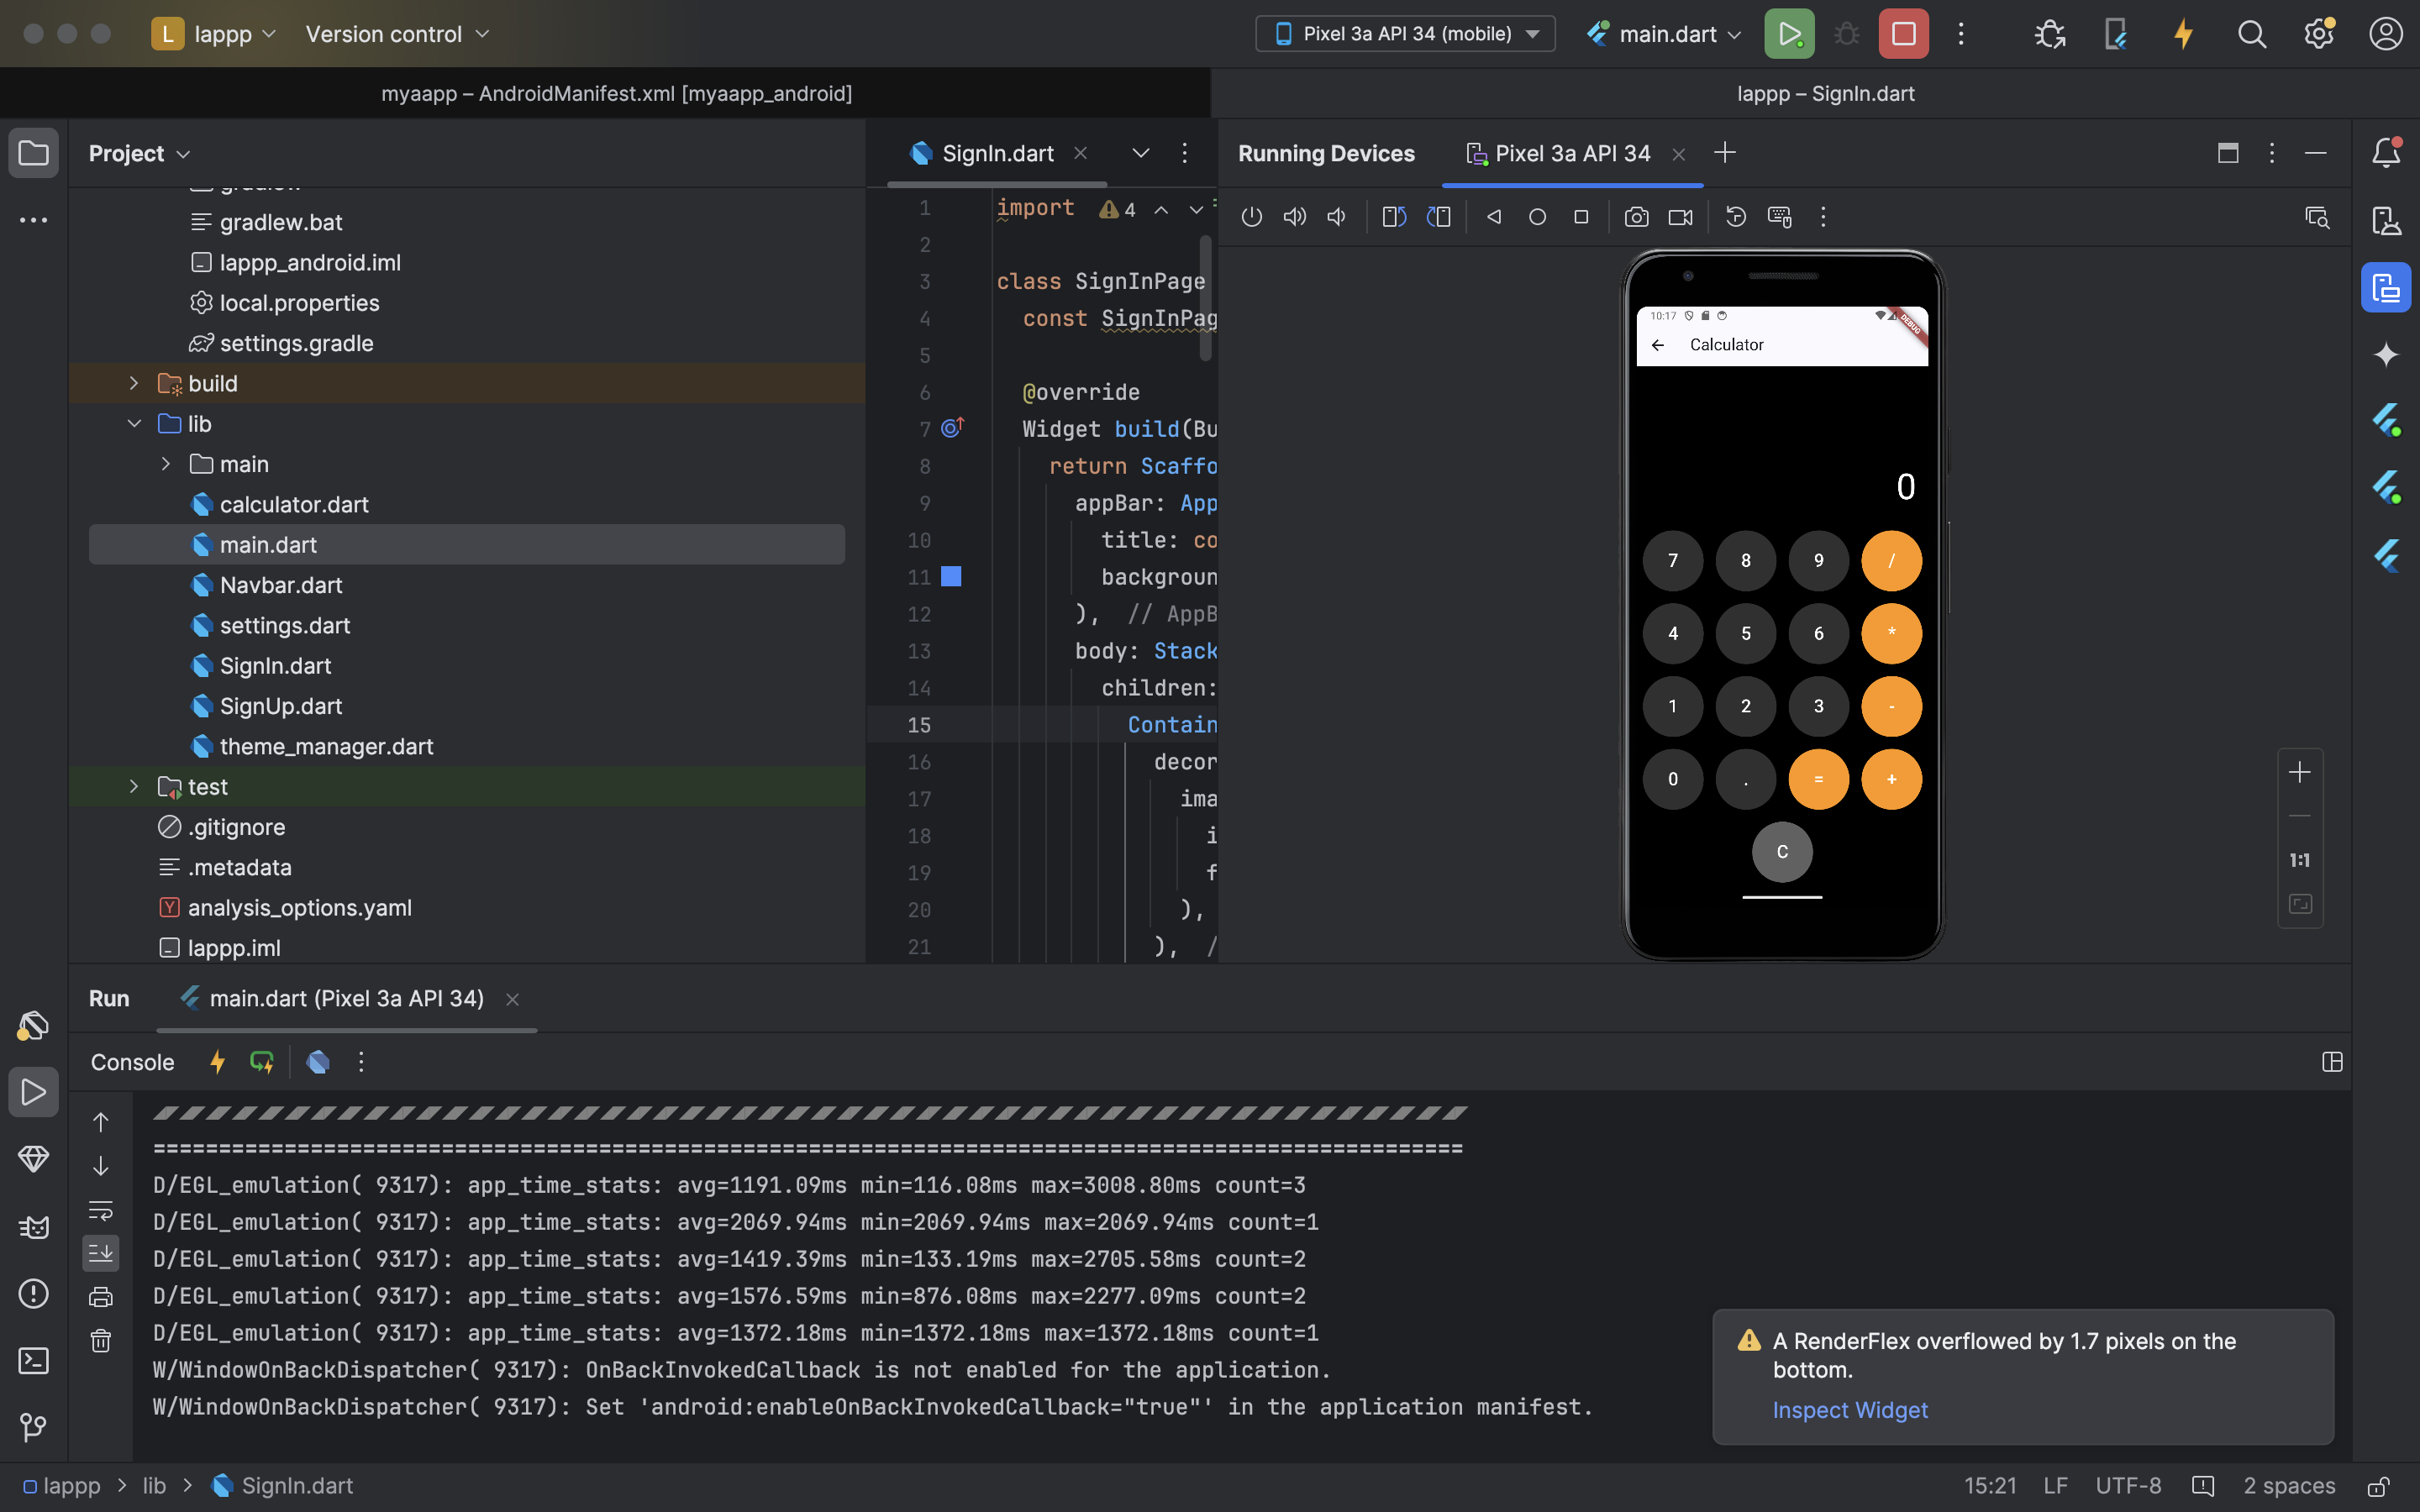 L lappp Version control
Pixel 3a API 34 (mobile) main.dart
myaapp – AndroidManifest.xml [myaapp_android]
lappp – SignIn.dart
Project
gradlew
gradlew.bat
lappp_android.iml
local.properties
settings.gradle
build
lib
main
calculator.dart
main.dart
Navbar.dart
settings.dart
SignIn.dart
SignUp.dart
theme_manager.dart
test
.gitignore
.metadata
analysis_options.yaml
lappp.iml
SignIn.dart
1 import 4
2
3 class SignInPage
4 const SignInPag
5
6 @override
7 Widget build(Bu
8 return Scaffo
9 appBar: App
10 title: co
11 backgroun
12 ), // AppB
13 body: Stack
14 children:
15 Contain
16 decor
17 ima
18 i
19 f
20 ),
21 ), /
Running Devices Pixel 3a API 34
10:17
DEBUG
Calculator
0
7 8 9 /
4 5 6 *
1 2 3 -
0 . = +
C
1:1
Run main.dart (Pixel 3a API 34)
Console
====================================================================================================
D/EGL_emulation( 9317): app_time_stats: avg=1191.09ms min=116.08ms max=3008.80ms count=3
D/EGL_emulation( 9317): app_time_stats: avg=2069.94ms min=2069.94ms max=2069.94ms count=1
D/EGL_emulation( 9317): app_time_stats: avg=1419.39ms min=133.19ms max=2705.58ms count=2
D/EGL_emulation( 9317): app_time_stats: avg=1576.59ms min=876.08ms max=2277.09ms count=2
D/EGL_emulation( 9317): app_time_stats: avg=1372.18ms min=1372.18ms max=1372.18ms count=1
W/WindowOnBackDispatcher( 9317): OnBackInvokedCallback is not enabled for the application.
W/WindowOnBackDispatcher( 9317): Set 'android:enableOnBackInvokedCallback="true"' in the application manifest.
A RenderFlex overflowed by 1.7 pixels on the
bottom.
Inspect Widget
lappp > lib > SignIn.dart
15:21 LF UTF-8 2 spaces